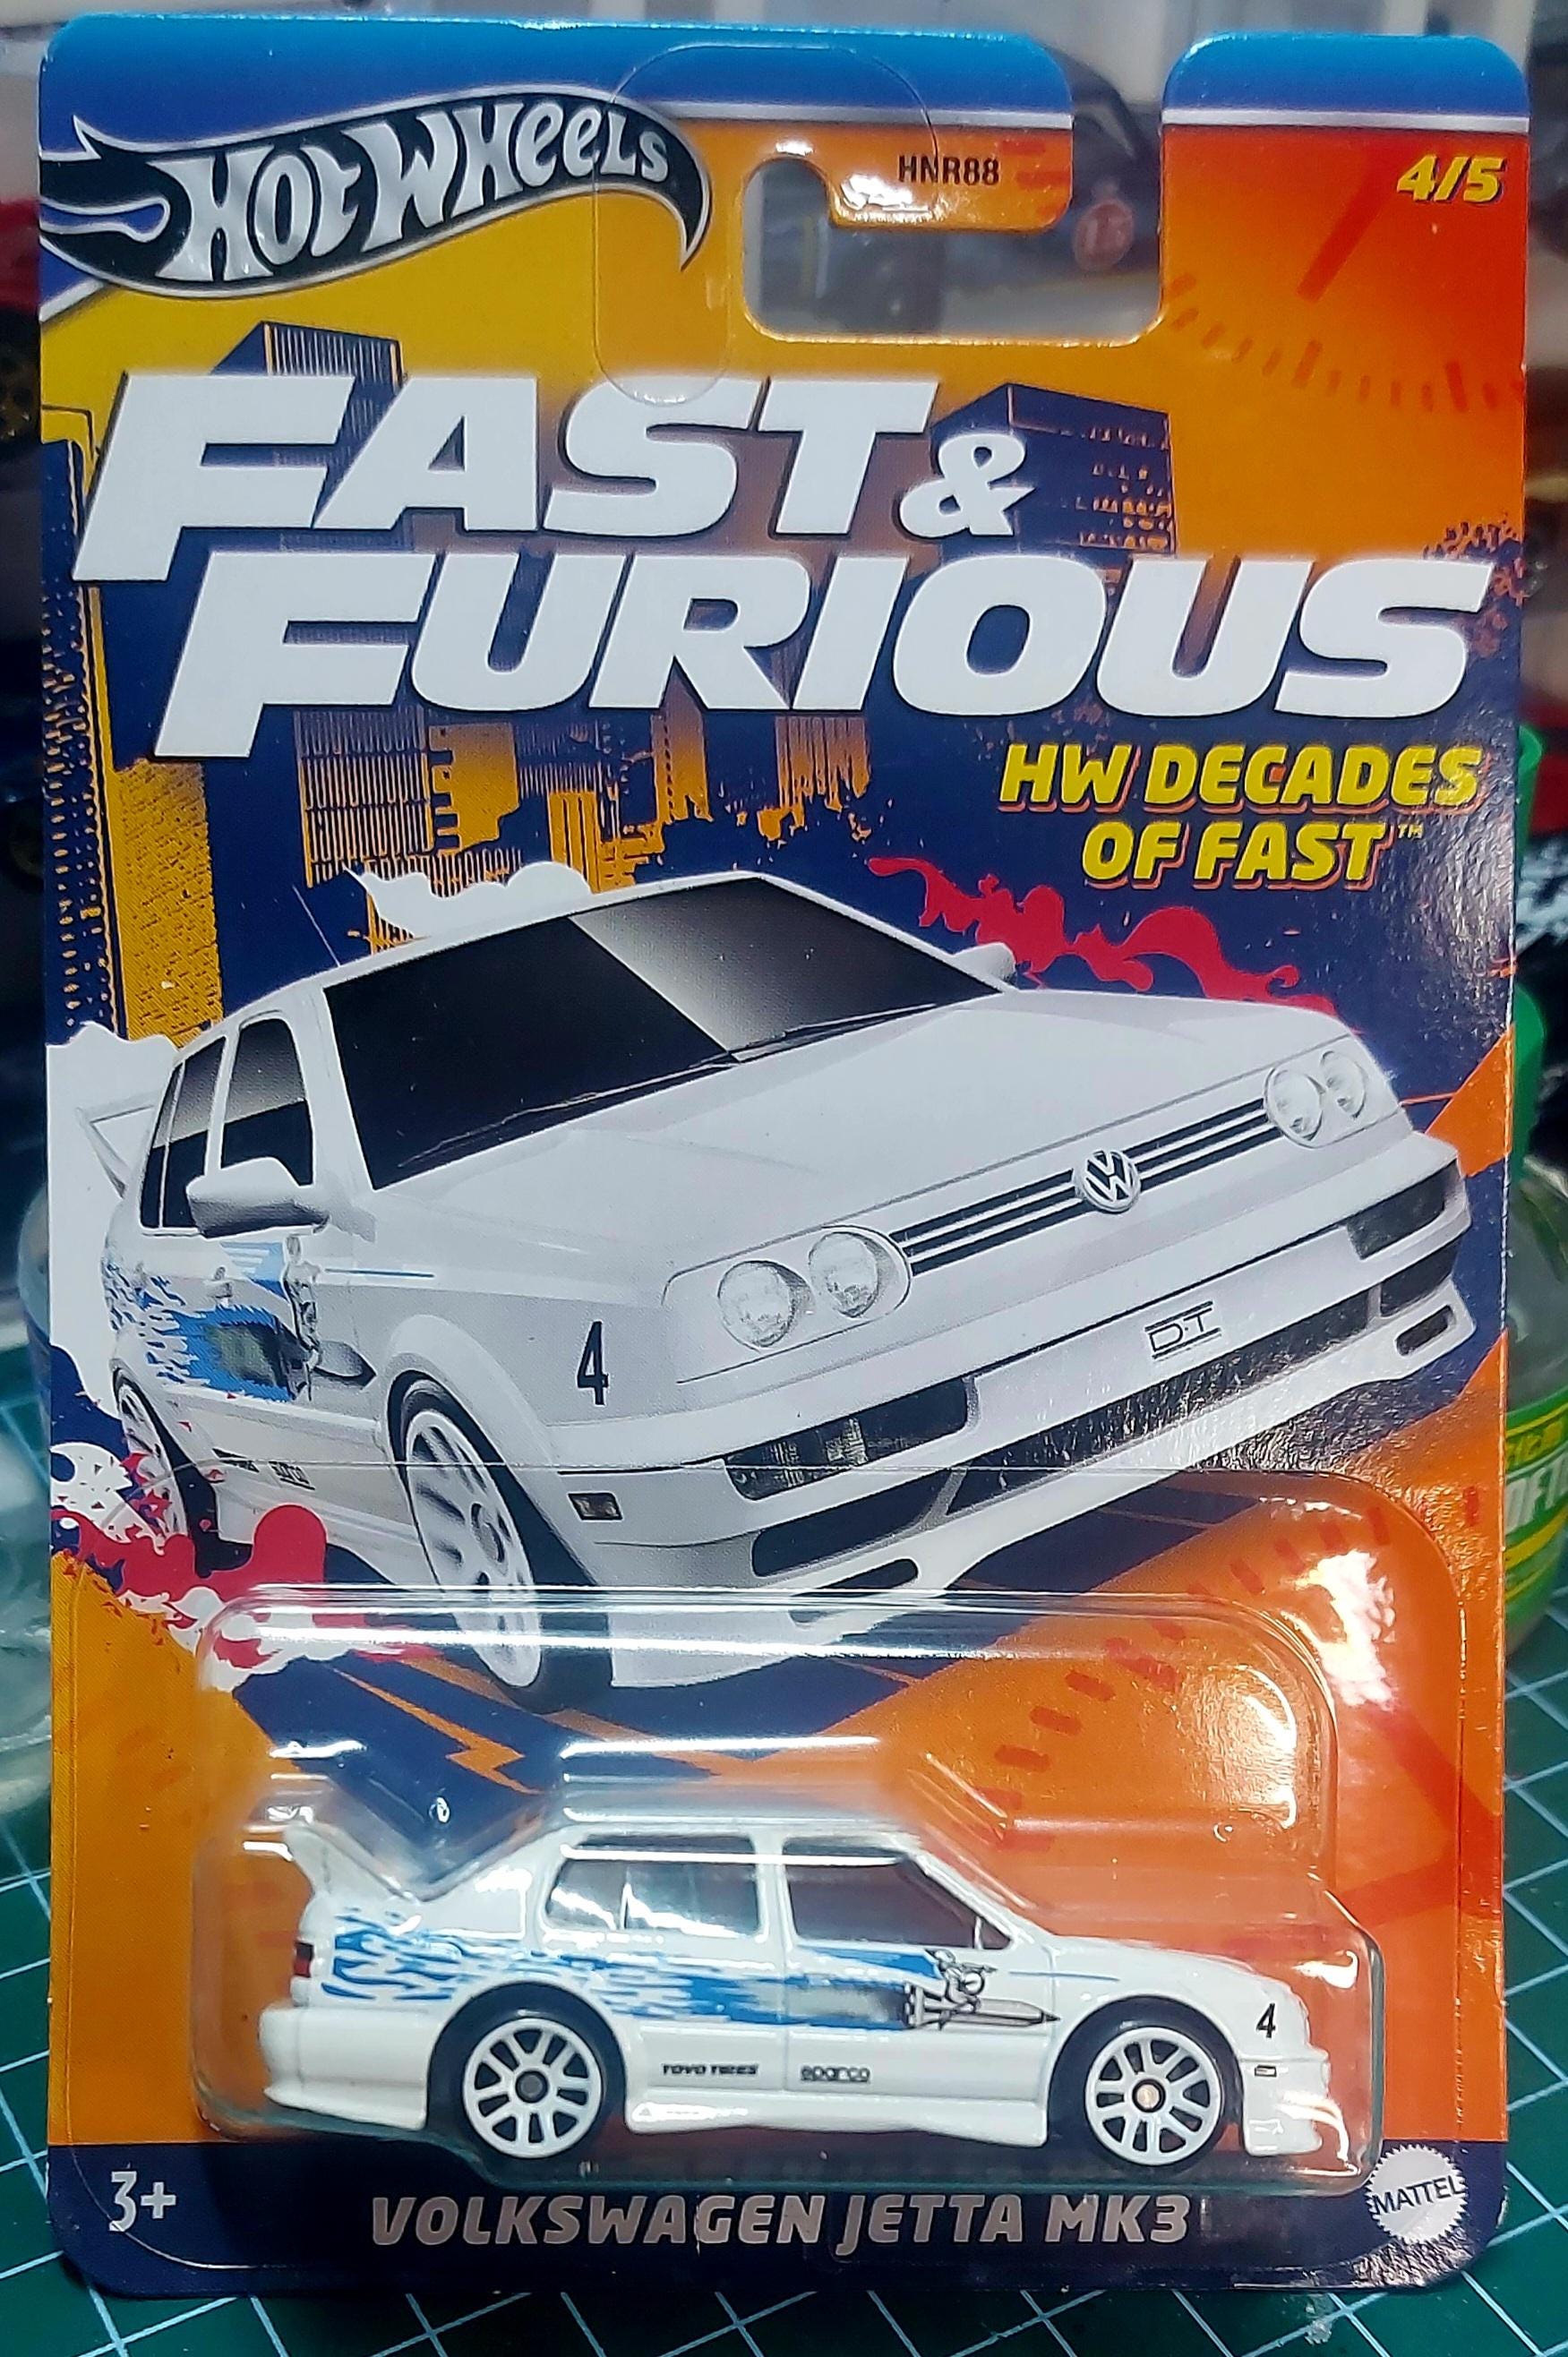 HOT WHEELS
HNR88
4/5
FAST &
FURIOUS
HW DECADES
OF FAST™
VW
4
D·T
4
TOYO TIRES
sparco
3+
VOLKSWAGEN JETTA MK3
MATTEL